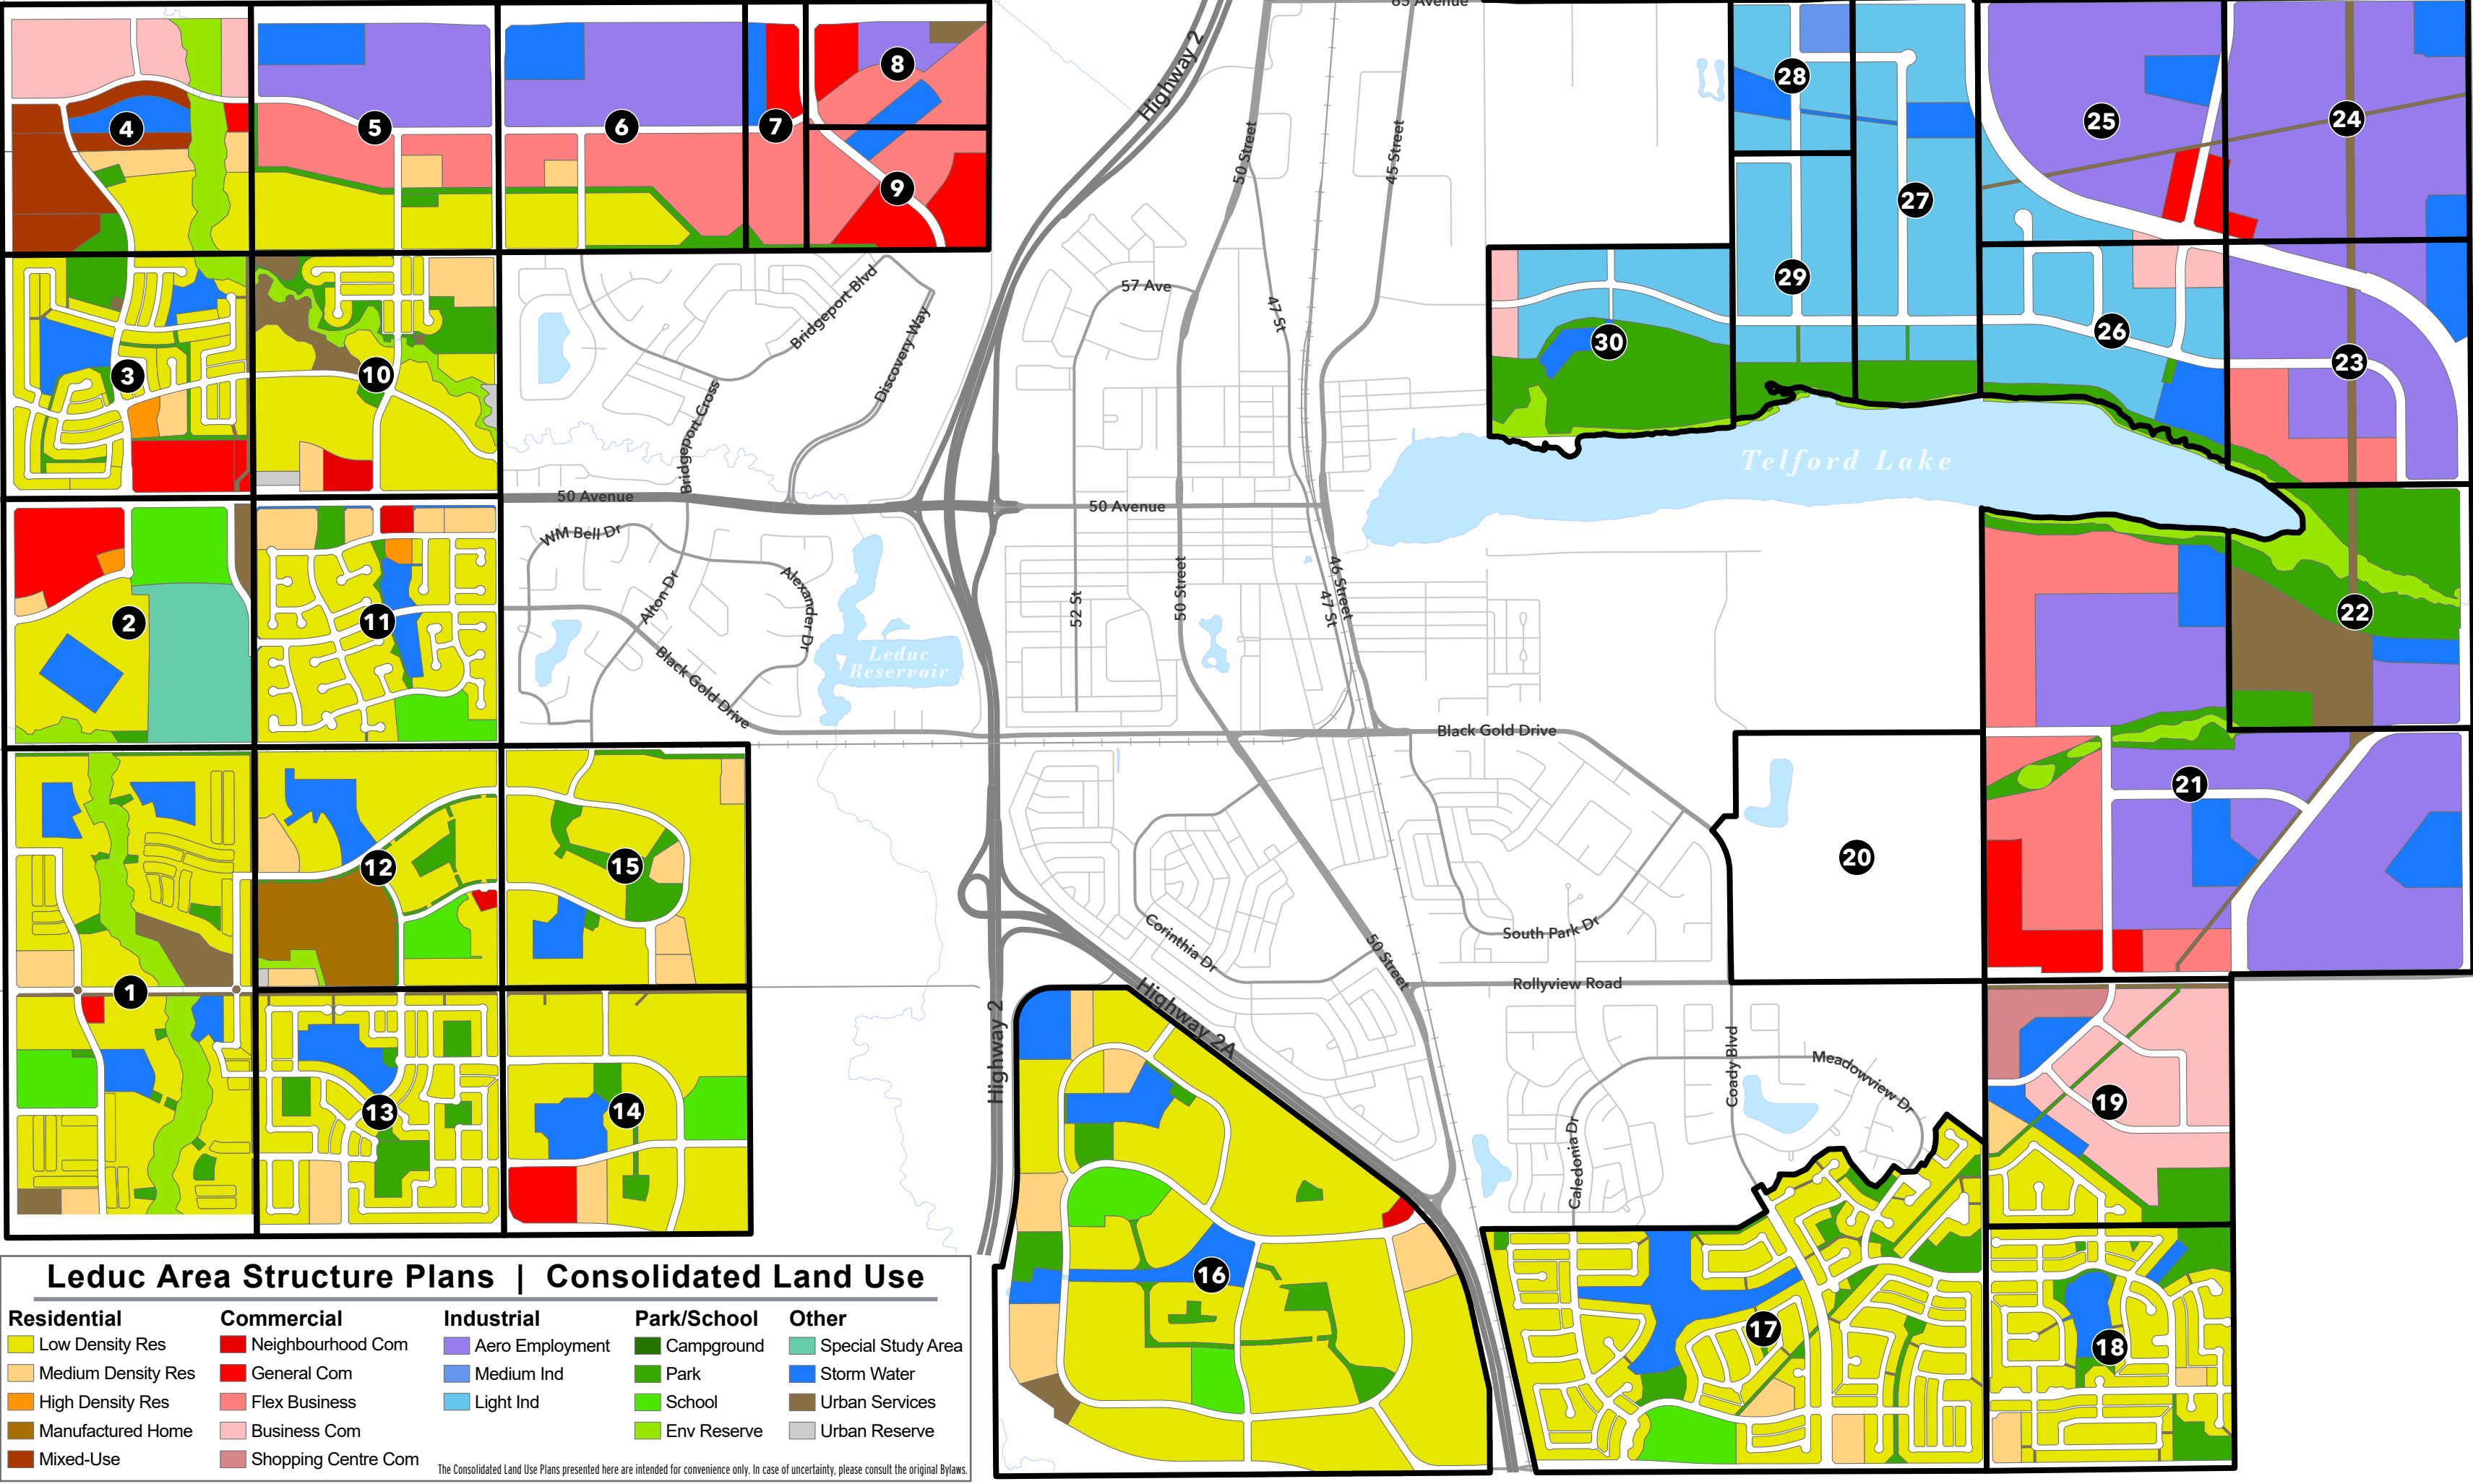 65 Avenue
Highway 2
50 Street
45 Street
4
5
6
7
8
9
28
25
24
27
29
30
26
23
3
10
57 Ave
47 St
Bridgeport Blvd
Discovery Way
Bridgeport Cross
Telford Lake
50 Avenue
50 Avenue
WM Bell Dr
Alton Dr
Alexander Dr
Black Gold Drive
Leduc
Reservoir
52 St
50 Street
46 Street
47 St
2
11
22
Black Gold Drive
21
20
12
15
Corinthia Dr
South Park Dr
50 Street
Rollyview Road
1
Highway 2
Highway 2A
Coady Blvd
Meadowview Dr
Caledonia Dr
13
14
19
16
17
18
Leduc Area Structure Plans | Consolidated Land Use
Residential
Low Density Res
Medium Density Res
High Density Res
Manufactured Home
Mixed-Use
Commercial
Neighbourhood Com
General Com
Flex Business
Business Com
Shopping Centre Com
Industrial
Aero Employment
Medium Ind
Light Ind
Park/School
Campground
Park
School
Env Reserve
Other
Special Study Area
Storm Water
Urban Services
Urban Reserve
The Consolidated Land Use Plans presented here are intended for convenience only. In case of uncertainty, please consult the original Bylaws.